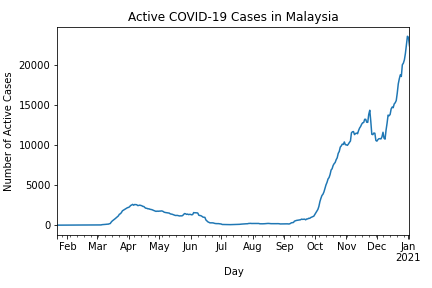 Active COVID-19 Cases in Malaysia
Number of Active Cases
20000
15000
10000
5000
0
Feb Mar Apr May Jun Jul Aug Sep Oct Nov Dec Jan
2021
Day